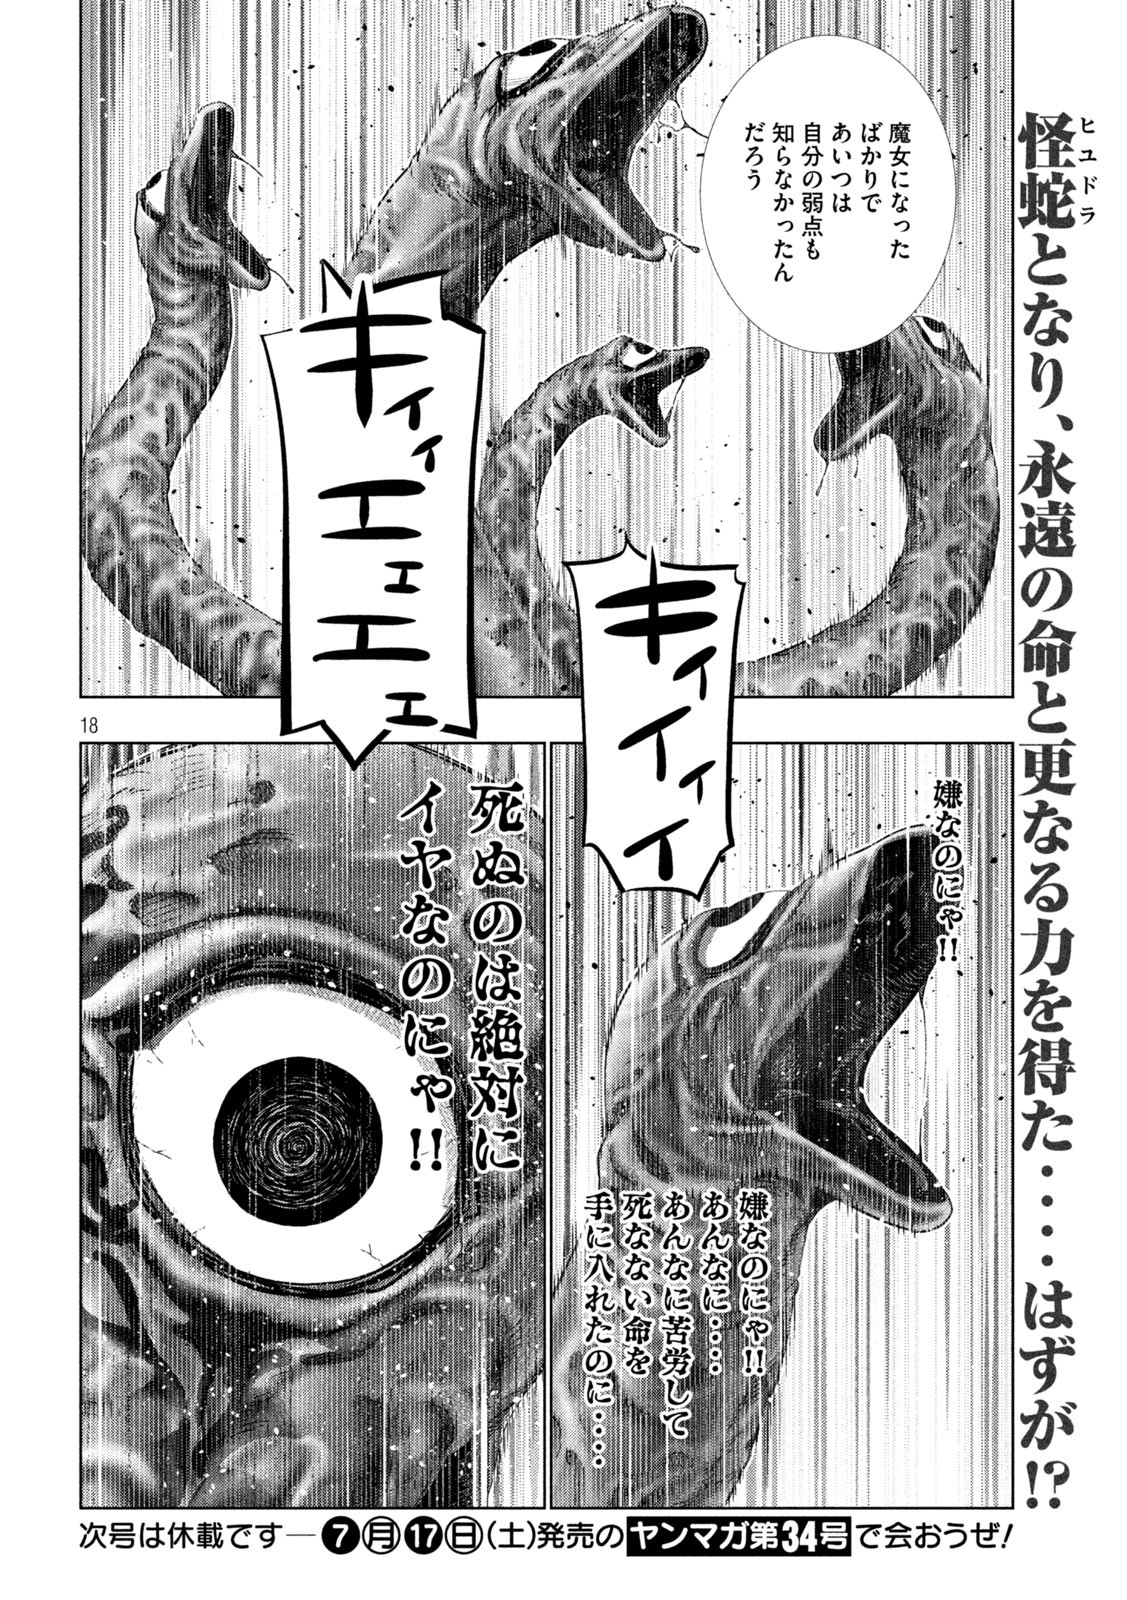 ヒュドラ
怪蛇となり、永遠の命と更なる力を得た‥‥はずが!?
魔女になった
ばかりで
あいつは
自分の弱点も
知らなかったん
だろう
キィイィ
エエェエェ
キィイィイィイ
18
嫌なのにゃ!!
嫌なのにゃ!!
あんなに‥‥
あんなに苦労して
死なない命を
手に入れたのに‥‥
死ぬのは絶対に
イヤなのにゃ!!
次号は休載です─7月17日(土)発売のヤンマガ第34号で会おうぜ!